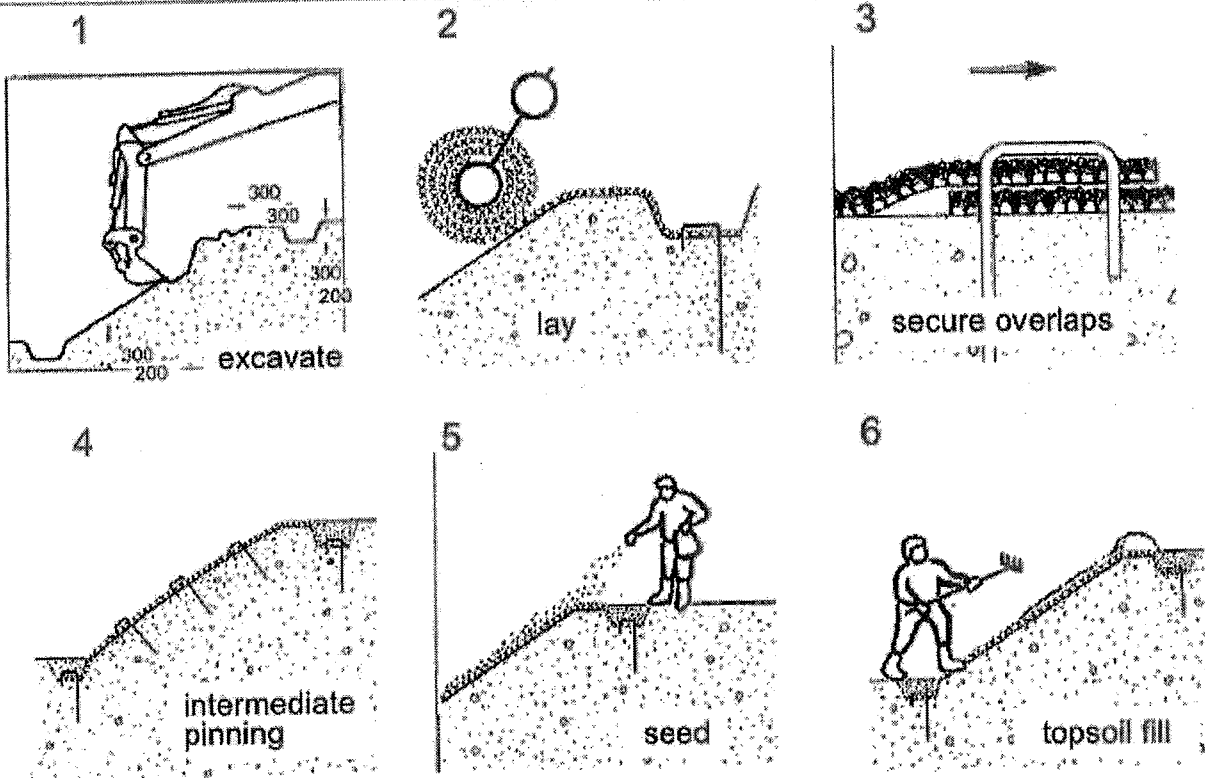 1
2
3
300
300
300
200
300
200
excavate
lay
secure overlaps
4
5
6
intermediate
pinning
seed
topsoil fill